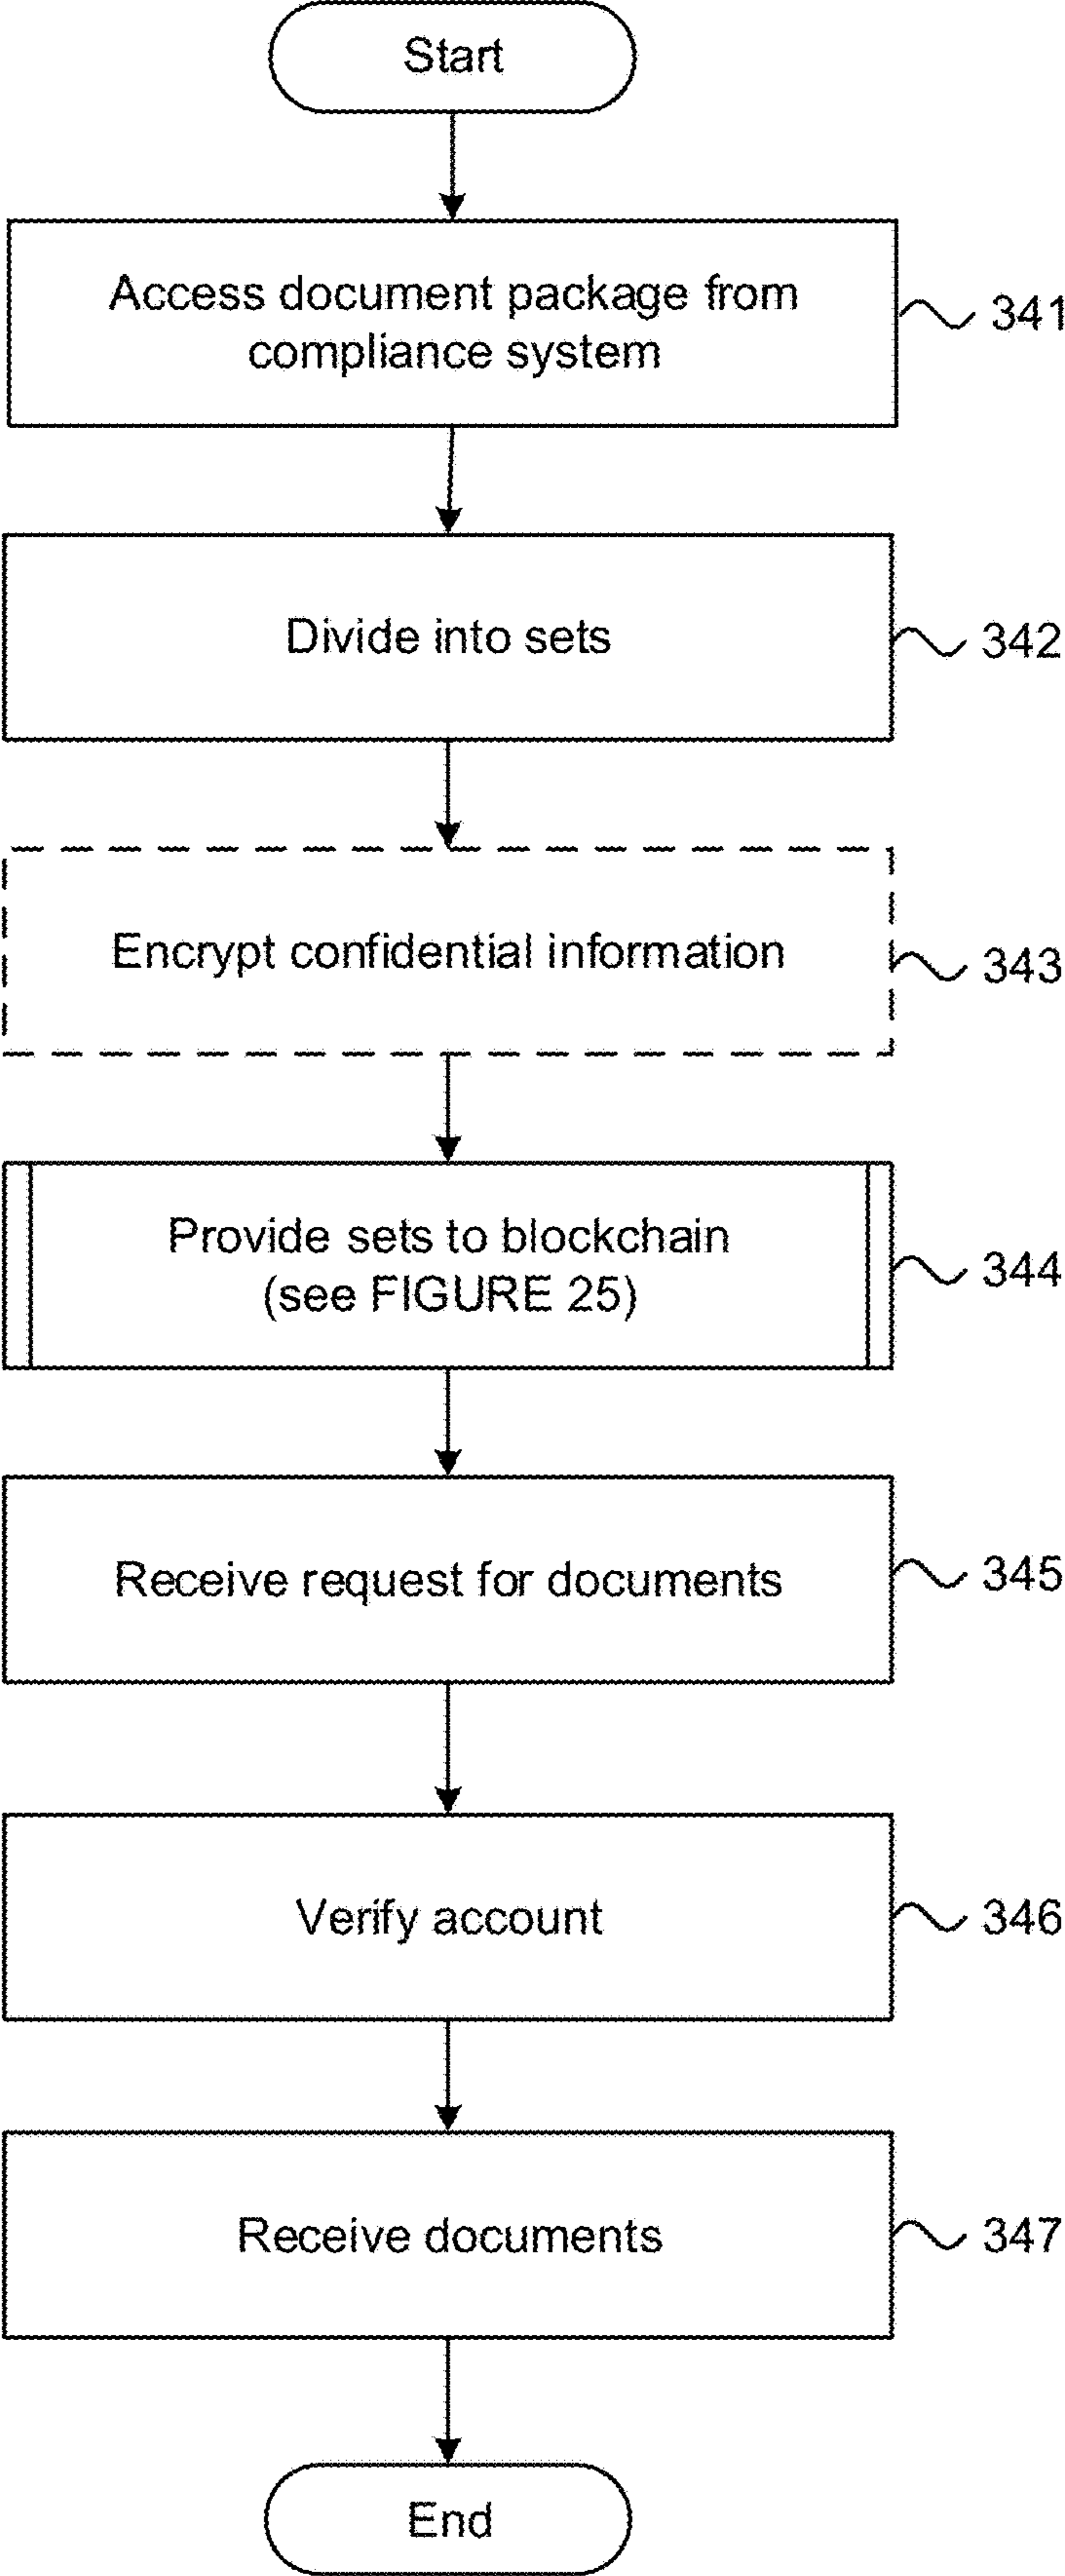 Start
Access document package from
compliance system
341
Divide into sets
342
Encrypt confidential information
343
Provide sets to blockchain
(see FIGURE 25)
344
Receive request for documents
345
Verify account
346
Receive documents
347
End